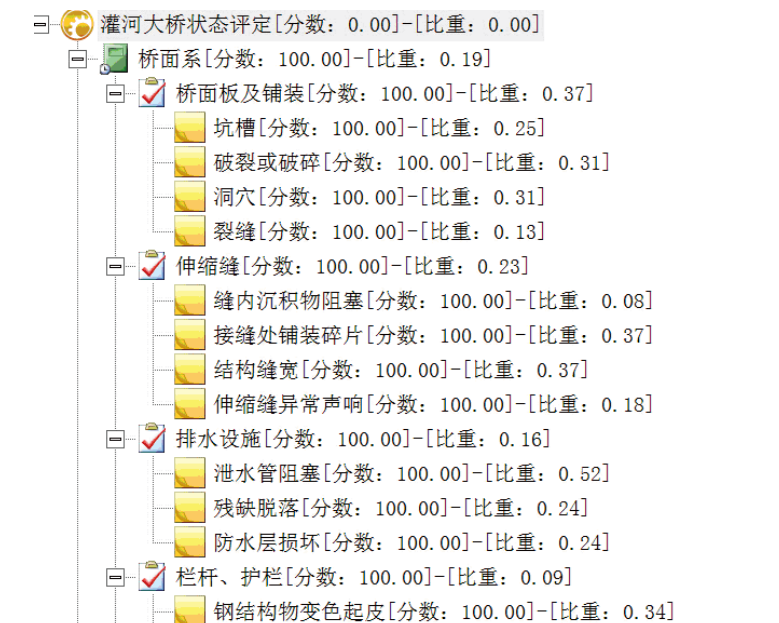 灌河大桥状态评定[分数: 0.00]-[比重: 0.00]
桥面系[分数: 100.00]-[比重: 0.19]
桥面板及铺装[分数: 100.00]-[比重: 0.37]
坑槽[分数: 100.00]-[比重: 0.25]
破裂或破碎[分数: 100.00]-[比重: 0.31]
洞穴[分数: 100.00]-[比重: 0.31]
裂缝[分数: 100.00]-[比重: 0.13]
伸缩缝[分数: 100.00]-[比重: 0.23]
缝内沉积物阻塞[分数: 100.00]-[比重: 0.08]
接缝处铺装碎片[分数: 100.00]-[比重: 0.37]
结构缝宽[分数: 100.00]-[比重: 0.37]
伸缩缝异常声响[分数: 100.00]-[比重: 0.18]
排水设施[分数: 100.00]-[比重: 0.16]
泄水管阻塞[分数: 100.00]-[比重: 0.52]
残缺脱落[分数: 100.00]-[比重: 0.24]
防水层损坏[分数: 100.00]-[比重: 0.24]
栏杆、护栏[分数: 100.00]-[比重: 0.09]
钢结构物变色起皮[分数: 100.00]-[比重: 0.34]